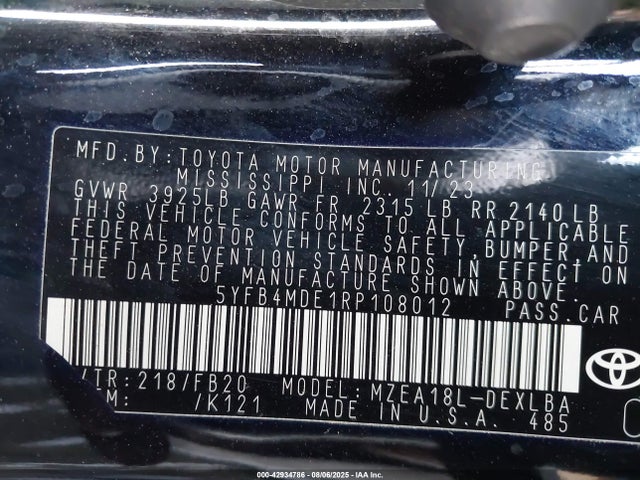 MFD. BY: TOYOTA MOTOR MANUFACTURING
MISSISSIPPI INC. 11/23
GVWR 3925LB GAWR FR 2315 LB RR 2140 LB
THIS VEHICLE CONFORMS TO ALL APPLICABLE
FEDERAL MOTOR VEHICLE SAFETY, BUMPER, AND
THEFT PREVENTION STANDARDS IN EFFECT ON
THE DATE OF MANUFACTURE SHOWN ABOVE.
5YFB4MDE1RP108012 PASS. CAR
/TR: 218/FB20 MODEL: MZEA18L-DEXLBA
M: /K121 MADE IN U.S.A. 485
000-42934786 - 08/06/2025 - IAA Inc.